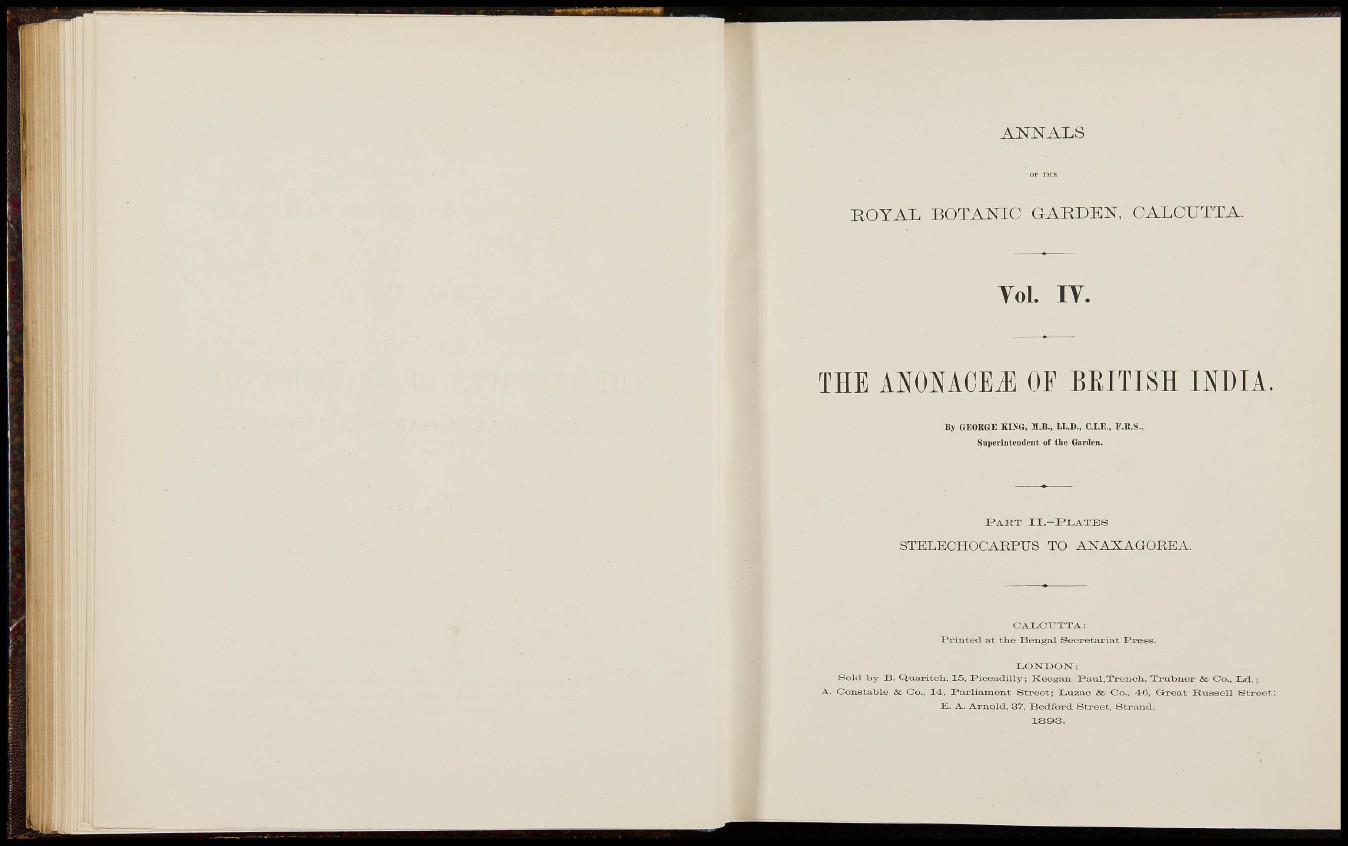 ANNALS
OF THE
ROYAL BOTANIC GARDEN, CALCUTTA.
Vol. IV.
THE ANONACEÆ OF BRITISH INDIA.
By GEORGE KING, M.B., LL.D., C.I.E., F.R.S.,
Superintendent of the Garden.
PART II.—PLATES
STELECHOCARPUS TO ANAXAGOREA.
CALCUTTA:
Printed at the Bengal Secretariat Press.
LONDON:
Sold by B. Quaritch, 15, Piccadilly; Keegan Paul,Trench, Trubner & Co., Ld.;
A. Constable & Co., 14, Parliament Street; Luzac & Co., 46, Great Russell Street;
E. A. Arnold, 37, Bedford Street, Strand.
1893.